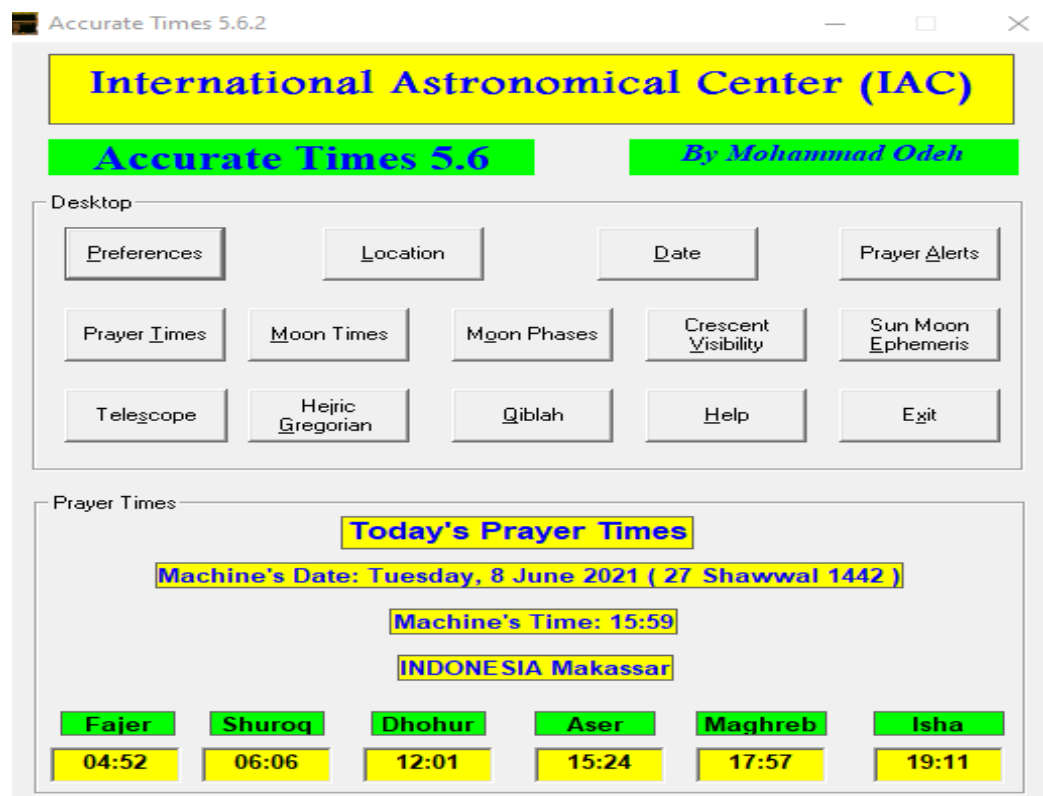 Accurate Times 5.6.2
International Astronomical Center (IAC)
Accurate Times 5.6
By Mohammad Odeh
Desktop
Preferences
Location
Date
Prayer Alerts
Prayer Times
Moon Times
Moon Phases
Crescent
Visibility
Sun Moon
Ephemeris
Telescope
Hejric
Gregorian
Qiblah
Help
Exit
Prayer Times
Today's Prayer Times
Machine's Date: Tuesday, 8 June 2021 ( 27 Shawwal 1442 )
Machine's Time: 15:59
INDONESIA Makassar
Fajer Shuroq Dhohur Aser Maghreb Isha
04:52 06:06 12:01 15:24 17:57 19:11